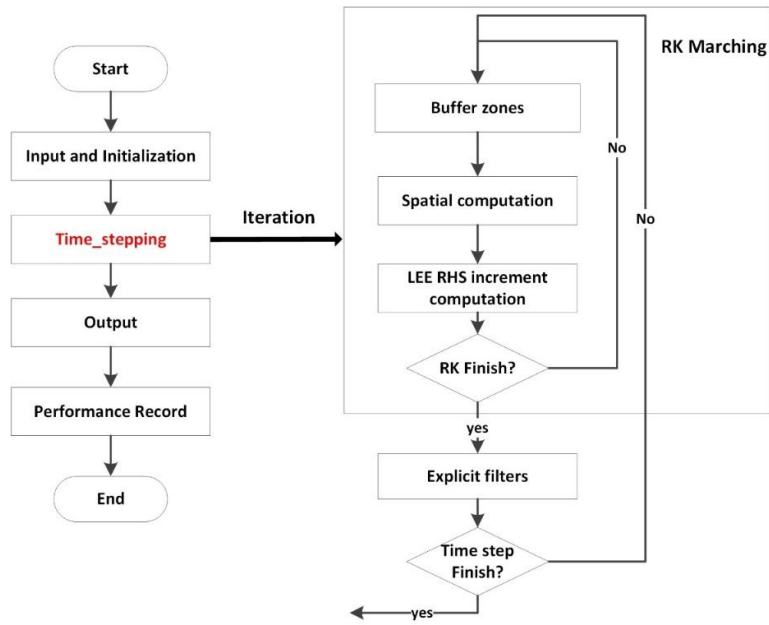 Start
Input and Initialization
Time_stepping
Output
Performance Record
End
Iteration
RK Marching
Buffer zones
Spatial computation
LEE RHS increment
computation
RK Finish?
No
No
yes
Explicit filters
Time step
Finish?
yes